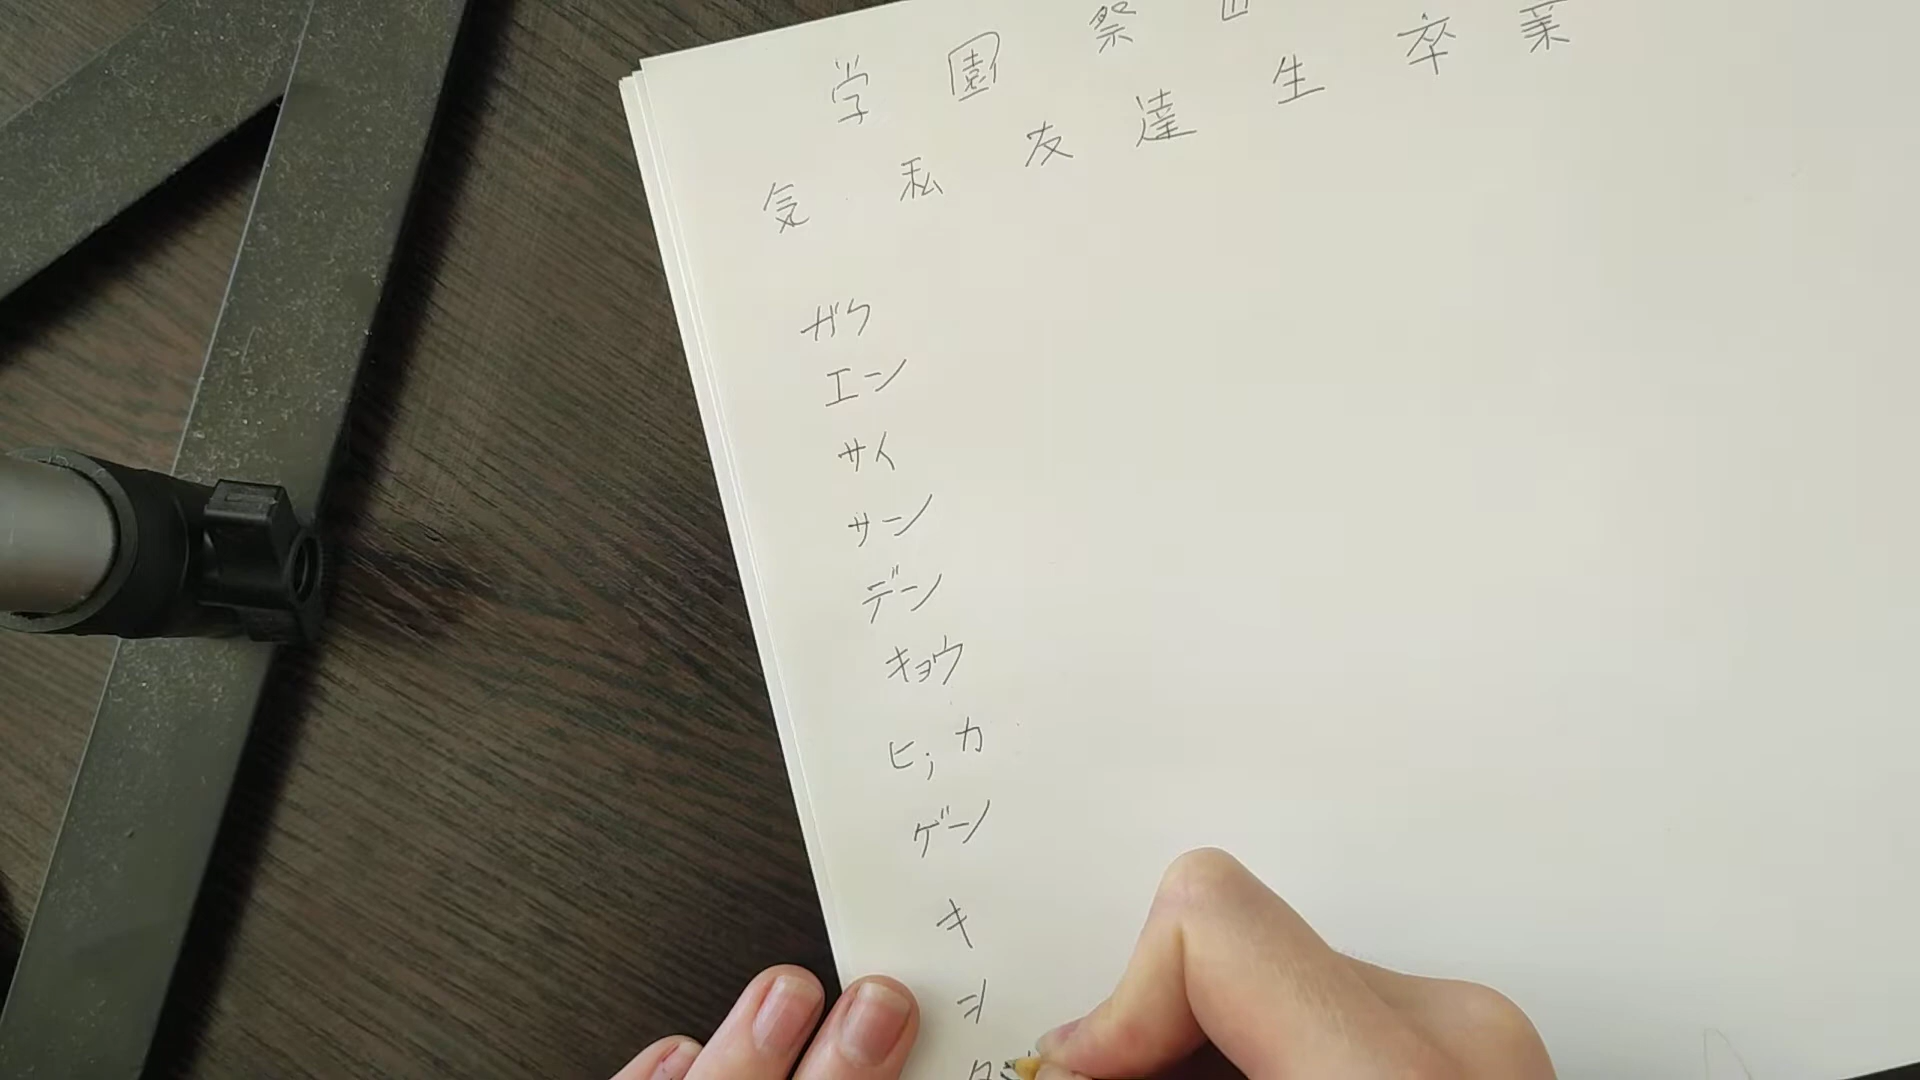 学 園 祭
気 私 友 達 生 卒 業
ガク
エン
サイ
サン
デン
キョウ
ヒ; カ
ゲン
キ
シ